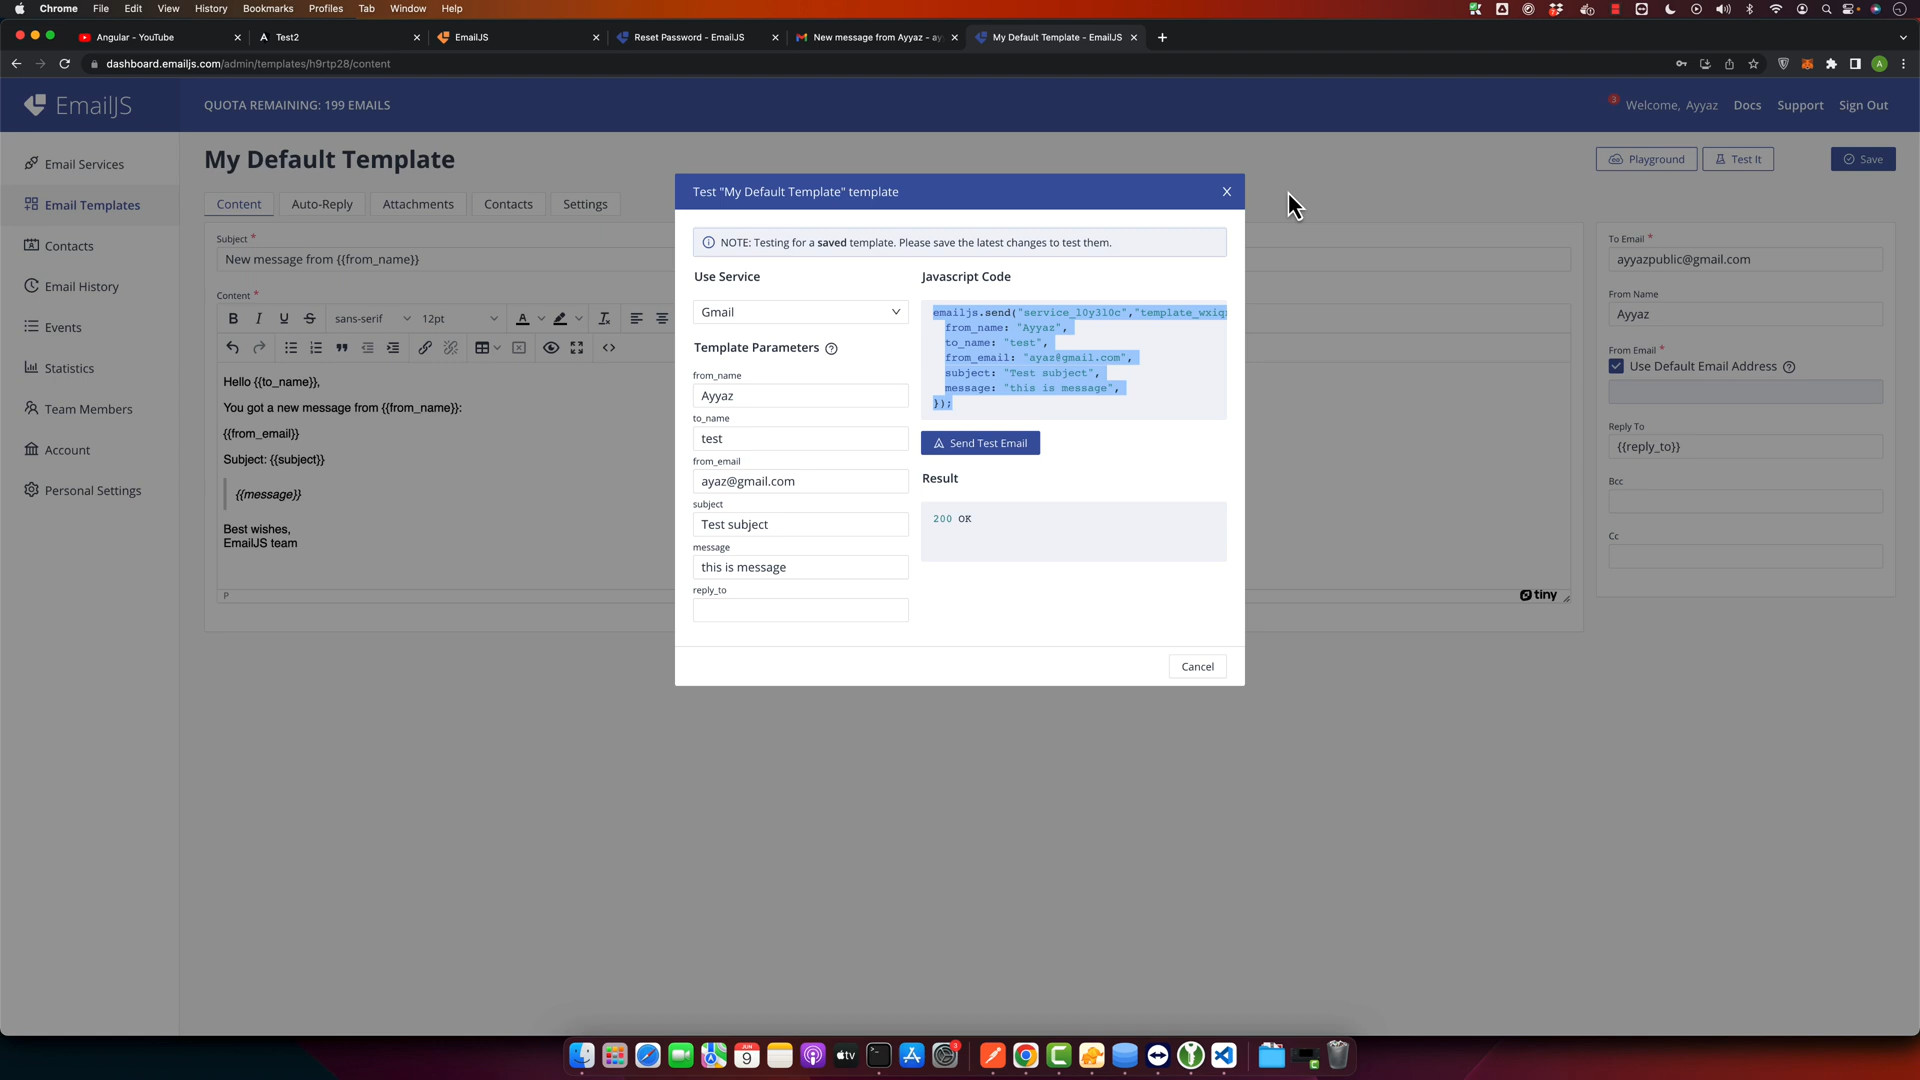 Chrome File Edit View History Bookmarks Profiles Tab Window Help
Angular - YouTube
Test2
EmailJS
Reset Password - EmailJS
New message from Ayyaz - ay
My Default Template - EmailJS
dashboard.emailjs.com/admin/templates/h9rtp28/content
A
EmailJS
QUOTA REMAINING: 199 EMAILS
3
Welcome, Ayyaz
Docs
Support
Sign Out
Email Services
Email Templates
Contacts
Email History
Events
Statistics
Team Members
Account
Personal Settings
My Default Template
Playground
Test It
Save
Content
Auto-Reply
Attachments
Contacts
Settings
Subject *
New message from {{from_name}}
Content *
B I U S sans-serif 12pt A
Hello {{to_name}},
You got a new message from {{from_name}}:
{{from_email}}
Subject: {{subject}}
{{message}}
Best wishes,
EmailJS team
P
tiny
Test "My Default Template" template
NOTE: Testing for a saved template. Please save the latest changes to test them.
Use Service
Gmail
Template Parameters
from_name
Ayyaz
to_name
test
from_email
ayaz@gmail.com
subject
Test subject
message
this is message
reply_to
Javascript Code
emailjs.send("service_l0y3l0c","template_wxiq
from_name: "Ayyaz",
to_name: "test",
from_email: "ayaz@gmail.com",
subject: "Test subject",
message: "this is message",
});
Send Test Email
Result
200 OK
Cancel
To Email *
ayyazpublic@gmail.com
From Name
Ayyaz
From Email *
Use Default Email Address
Reply To
{{reply_to}}
Bcc
Cc
JUN
9
tv
3